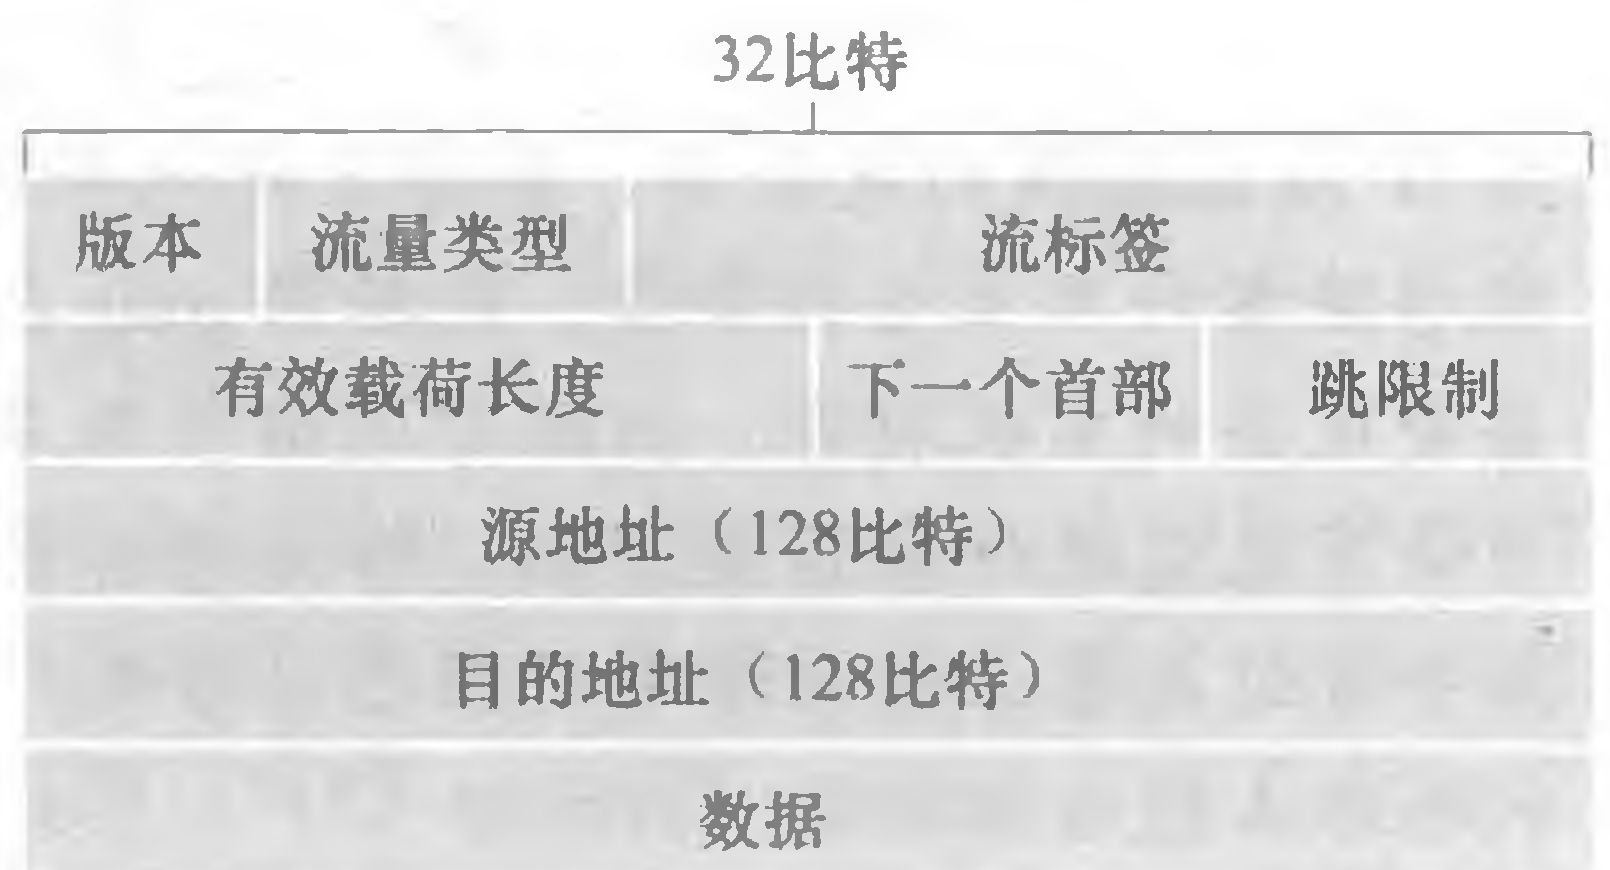 32比特
版本 流量类型 流标签
有效载荷长度 下一个首部 跳限制
源地址（128比特）
目的地址（128比特）
数据